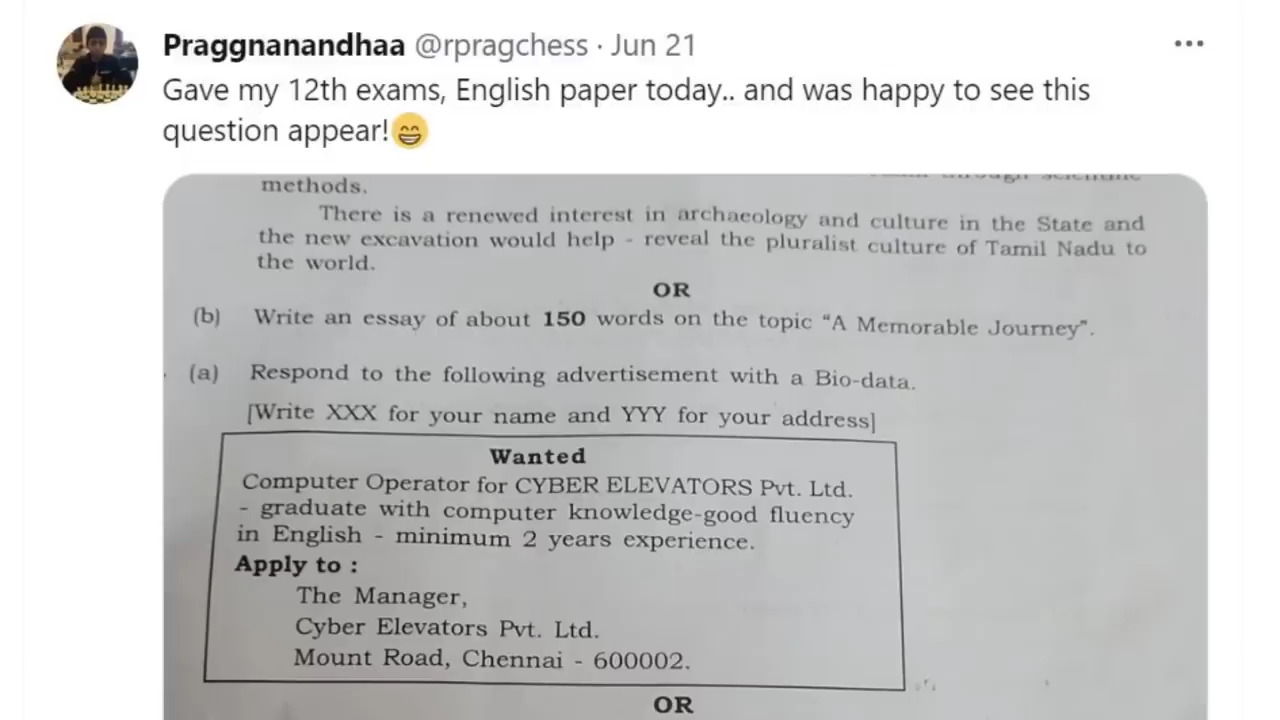 Praggnanandhaa @rpragchess · Jun 21
Gave my 12th exams, English paper today.. and was happy to see this
question appear!😁
methods.
There is a renewed interest in archaeology and culture in the State and
the new excavation would help - reveal the pluralist culture of Tamil Nadu to
the world.
OR
(b) Write an essay of about 150 words on the topic “A Memorable Journey”.
(a) Respond to the following advertisement with a Bio-data.
[Write XXX for your name and YYY for your address]
Wanted
Computer Operator for CYBER ELEVATORS Pvt. Ltd.
- graduate with computer knowledge-good fluency
in English - minimum 2 years experience.
Apply to :
The Manager,
Cyber Elevators Pvt. Ltd.
Mount Road, Chennai - 600002.
OR